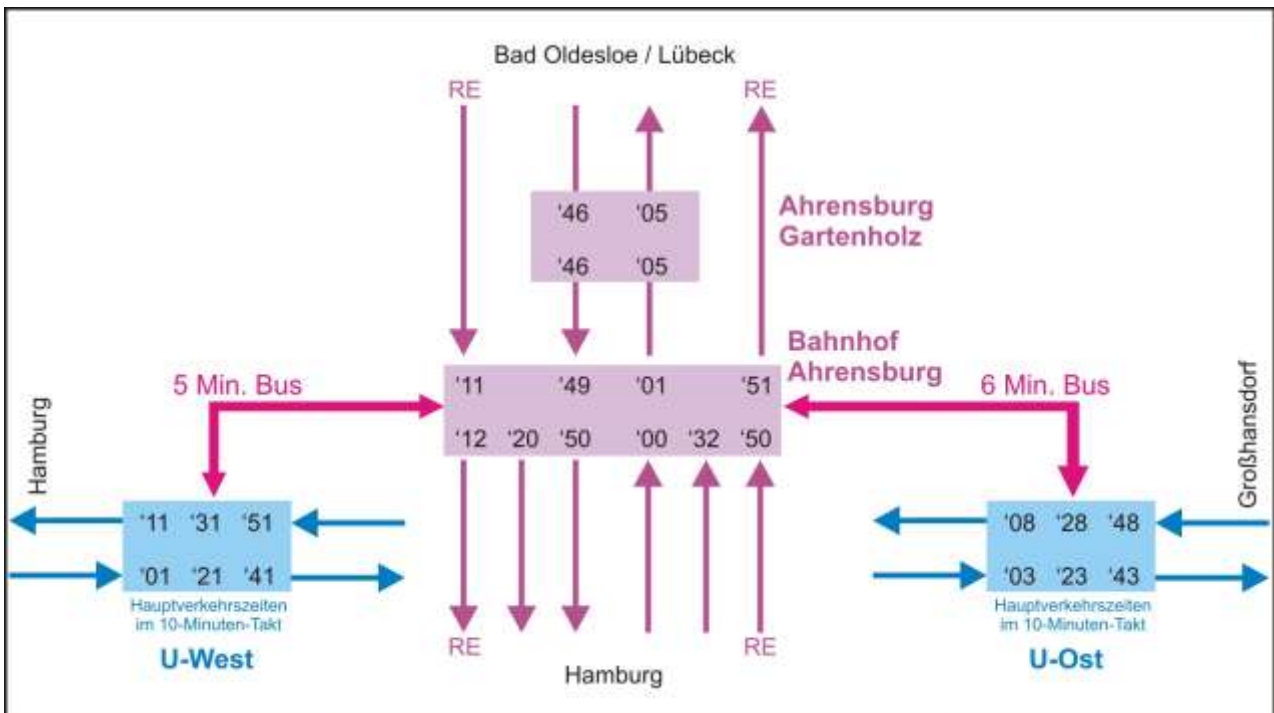 Bad Oldesloe / Lübeck
RE RE
‘46 ‘05
‘46 ‘05
Ahrensburg
Gartenholz
Bahnhof
Ahrensburg
5 Min. Bus
‘11 ‘49 ‘01 ‘51
‘12 ‘20 ‘50 ‘00 ‘32 ‘50
6 Min. Bus
Hamburg
Großhansdorf
‘11 ‘31 ‘51
‘01 ‘21 ‘41
Hauptverkehrszeiten
im 10-Minuten-Takt
U-West
‘08 ‘28 ‘48
‘03 ‘23 ‘43
Hauptverkehrszeiten
im 10-Minuten-Takt
U-Ost
RE RE
Hamburg